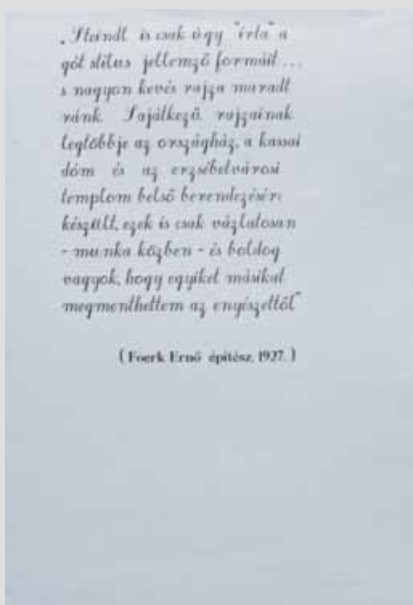 „Steindl is csak úgy "írta" a
gót stílus jellemző formáit...
s nagyon kevés rajza maradt
ránk. Sajátkezű rajzainak
legtöbbje az országház, a kassai
dóm és az erzsébetvárosi
templom belső berendezésére
készült, ezek is csak vázlatosan
- munka közben - és boldog
vagyok, hogy egyiket másikat
megmenthettem az enyészettől"
(Foerk Ernő építész, 1927.)